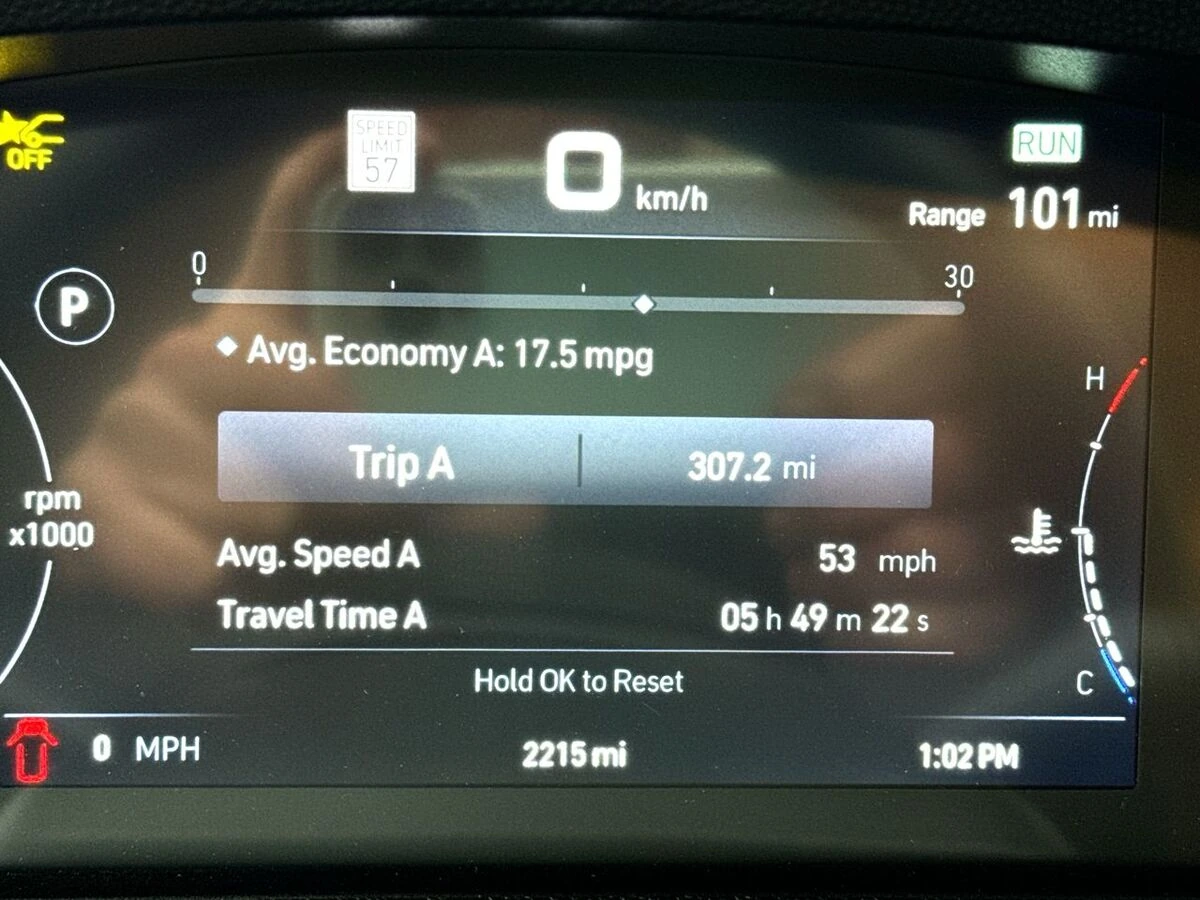 OFF
SPEED
LIMIT
57
0 km/h
RUN
Range 101 mi
0 30
P
Avg. Economy A: 17.5 mpg
Trip A 307.2 mi
rpm
x1000
H
Avg. Speed A 53 mph
Travel Time A 05 h 49 m 22 s
Hold OK to Reset
C
0 MPH 2215 mi 1:02 PM